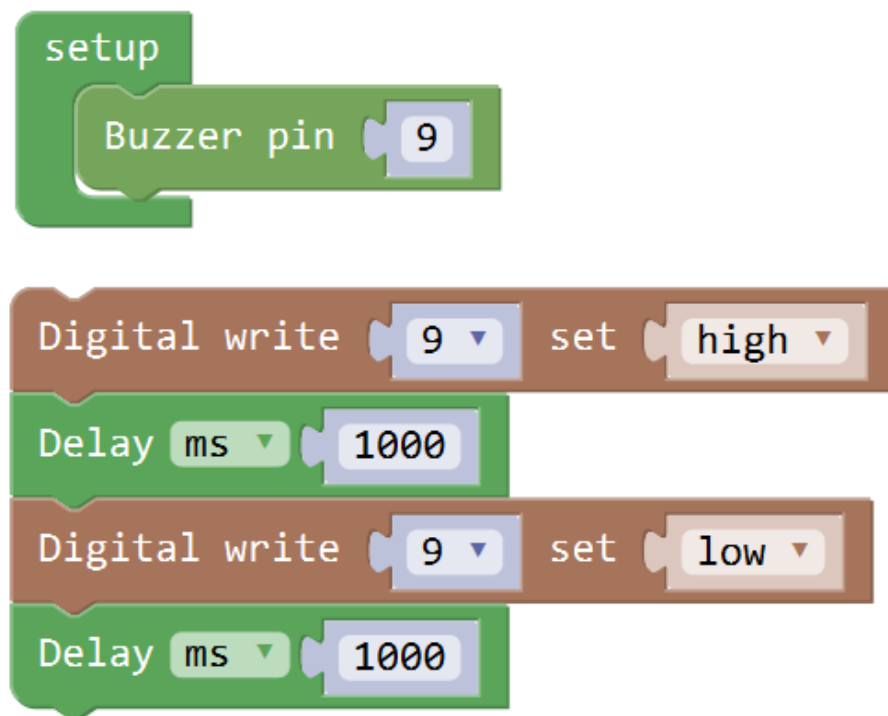 setup
Buzzer pin 9
Digital write 9 set high
Delay ms 1000
Digital write 9 set low
Delay ms 1000